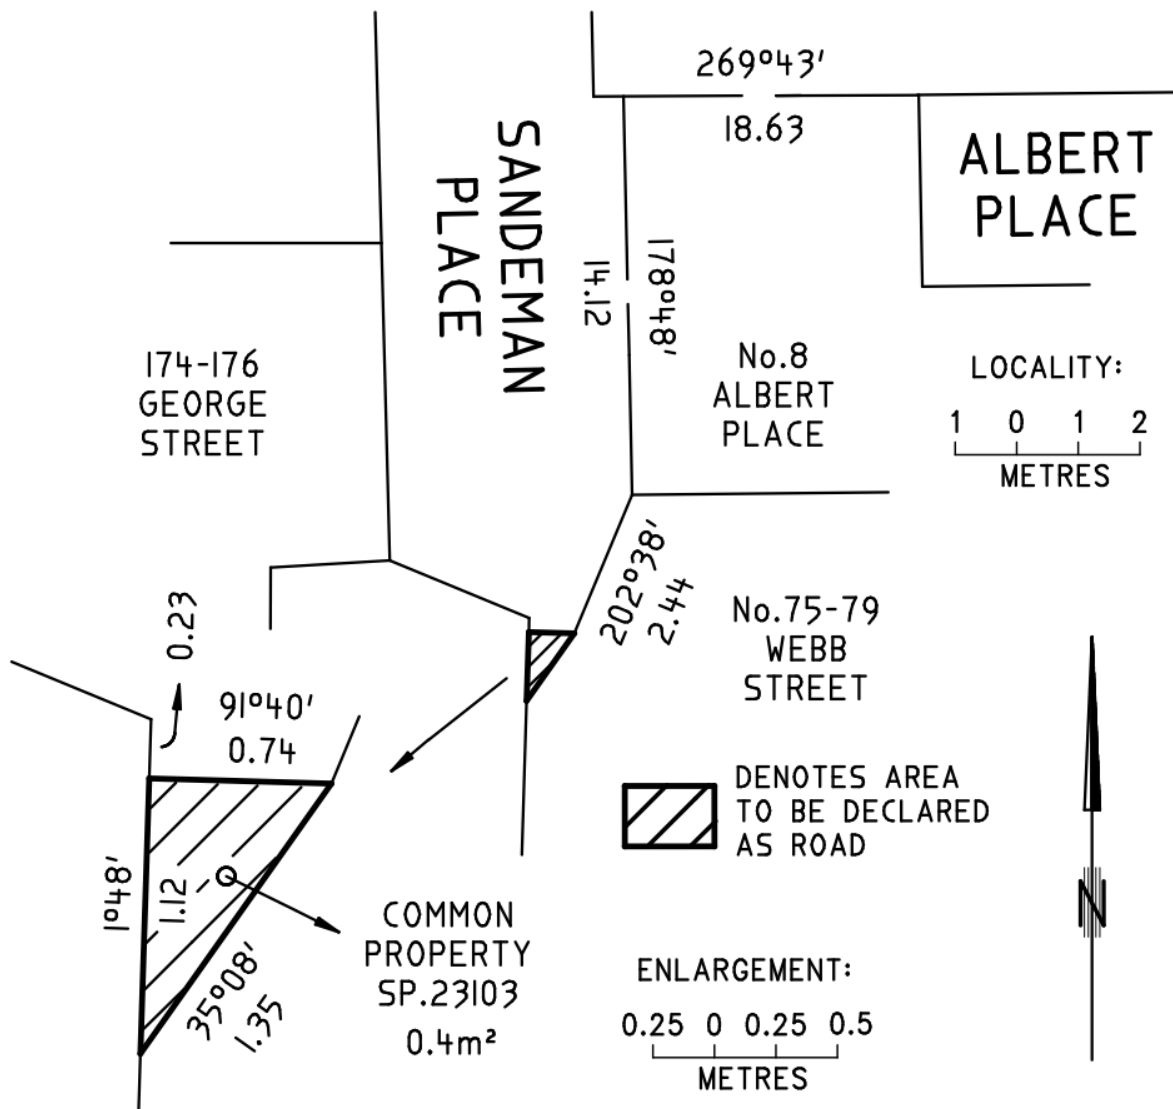 269°43'
18.63
SANDEMAN
PLACE
ALBERT
PLACE
178°48'
14.12
174-176
GEORGE
STREET
No.8
ALBERT
PLACE
LOCALITY:
1 0 1 2
METRES
202°38'
2.44
0.23
No.75-79
WEBB
STREET
91°40'
0.74
DENOTES AREA
TO BE DECLARED
AS ROAD
1°48'
1.12
COMMON
PROPERTY
SP.23103
0.4m²
35°08'
1.35
N
ENLARGEMENT:
0.25 0 0.25 0.5
METRES